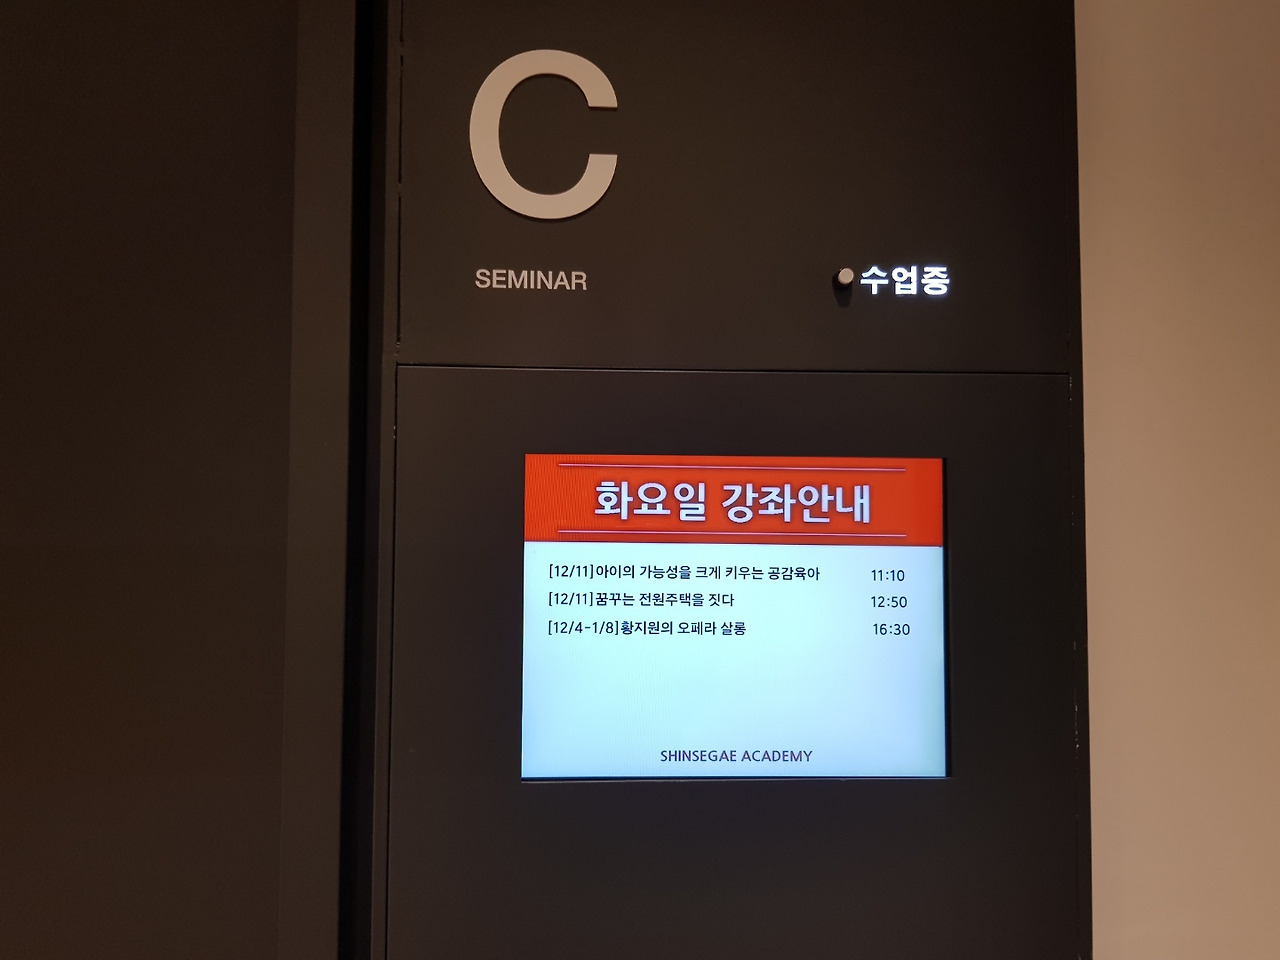 C
SEMINAR
수업중
화요일 강좌안내
[12/11]아이의 가능성을 크게 키우는 공감육아 11:10
[12/11]꿈꾸는 전원주택을 짓다 12:50
[12/4-1/8]황지원의 오페라 살롱 16:30
SHINSEGAE ACADEMY